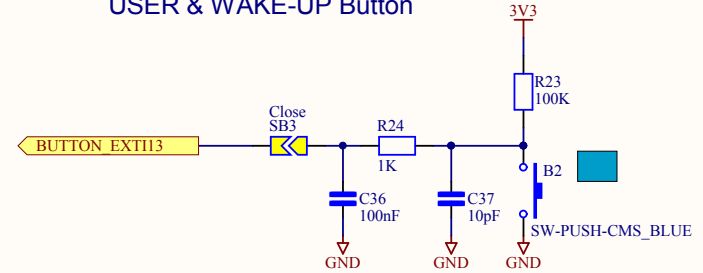 USER & WAKE-UP Button
3V3
R23
100K
Close
SB3
R24
BUTTON_EXTI13
1K
B2
C36
100nF
C37
10pF
SW-PUSH-CMS_BLUE
GND
GND
GND